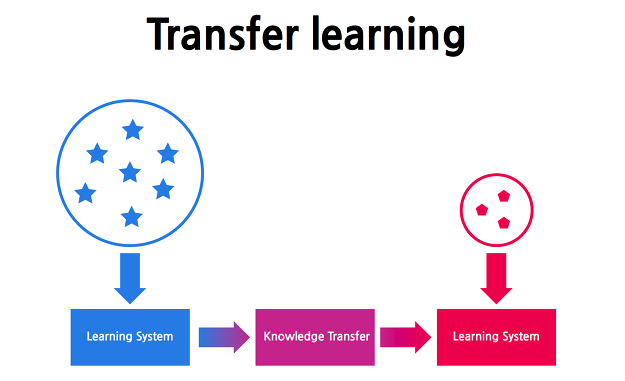 Transfer learning
Learning System
Knowledge Transfer
Learning System